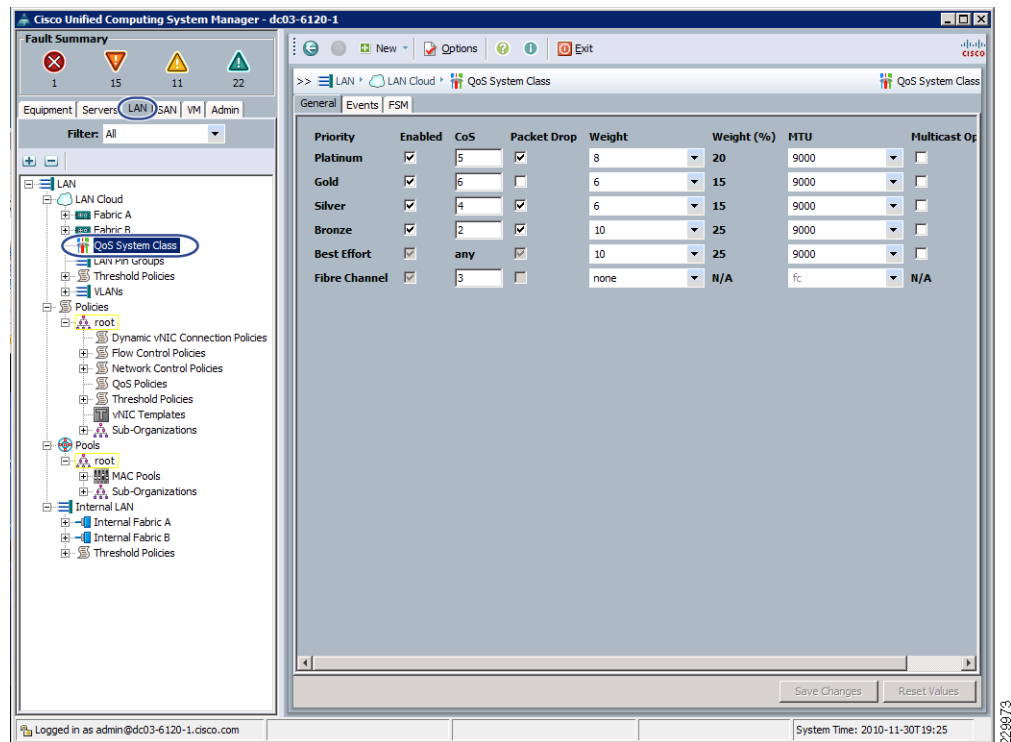 Cisco Unified Computing System Manager - dc03-6120-1
Fault Summary
1 15 11 22
New Options Exit
cisco
>> LAN LAN Cloud QoS System Class QoS System Class
Equipment Servers LAN SAN VM Admin
General Events FSM
Filter: All
Priority Enabled CoS Packet Drop Weight Weight (%) MTU Multicast Op
Platinum 5 8 20 9000
Gold 6 6 15 9000
Silver 4 6 15 9000
Bronze 2 10 25 9000
Best Effort any 10 25 9000
Fibre Channel 3 none N/A fc N/A
LAN
LAN Cloud
Fabric A
Fabric B
QoS System Class
LAN Pin Groups
Threshold Policies
VLANs
Policies
root
Dynamic vNIC Connection Policies
Flow Control Policies
Network Control Policies
QoS Policies
Threshold Policies
vNIC Templates
Sub-Organizations
Pools
root
MAC Pools
Sub-Organizations
Internal LAN
Internal Fabric A
Internal Fabric B
Threshold Policies
Save Changes Reset Values
Logged in as admin@dc03-6120-1.cisco.com
System Time: 2010-11-30T19:25
229973